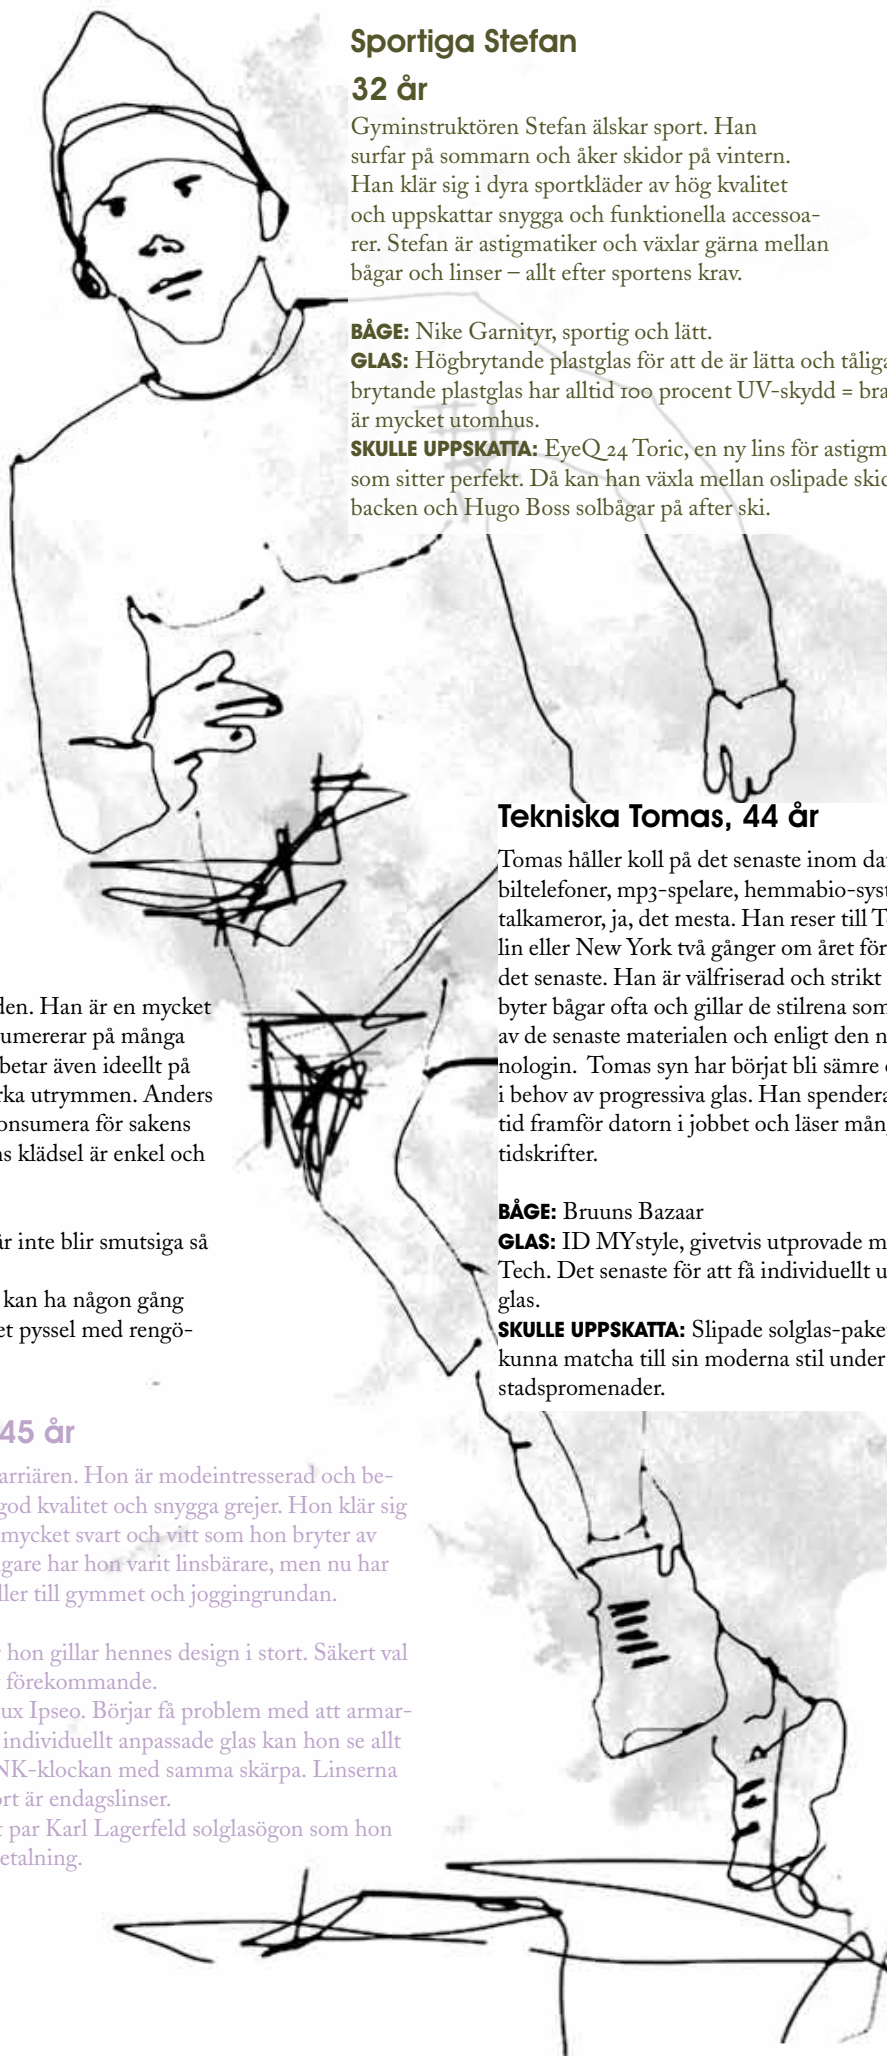 Sportiga Stefan
32 år
Gyminstruktören Stefan älskar sport. Han
surfar på sommarn och åker skidor på vintern.
Han klär sig i dyra sportkläder av hög kvalitet
och uppskattar snygga och funktionella accessoa-
rer. Stefan är astigmatiker och växlar gärna mellan
bågar och linser – allt efter sportens krav.
BÅGE: Nike Garnityr, sportig och lätt.
GLAS: Högbrytande plastglas för att de är lätta och tåliga
brytande plastglas har alltid 100 procent UV-skydd = bra
är mycket utomhus.
SKULLE UPPSKATTA: EyeQ 24 Toric, en ny lins för astigm
som sitter perfekt. Då kan han växla mellan oslipade skid
backen och Hugo Boss solbågar på after ski.
Tekniska Tomas, 44 år
Tomas håller koll på det senaste inom da
biltelefoner, mp3-spelare, hemmabio-syst
talkameror, ja, det mesta. Han reser till T
lin eller New York två gånger om året för
det senaste. Han är välfriserad och strikt
byter bågar ofta och gillar de stilrena som
av de senaste materialen och enligt den n
nologin. Tomas syn har börjat bli sämre
i behov av progressiva glas. Han spendera
tid framför datorn i jobbet och läser mån
tidskrifter.
BÅGE: Bruuns Bazaar
GLAS: ID MYstyle, givetvis utprovade m
Tech. Det senaste för att få individuellt u
glas.
SKULLE UPPSKATTA: Slipade solglas-pake
kunna matcha till sin moderna stil under
stadspromenader.
den. Han är en mycket
umererar på många
betar även ideellt på
rka utrymmen. Anders
onsumera för sakens
ns klädsel är enkel och
är inte blir smutsiga så
kan ha någon gång
et pyssel med rengö-
45 år
arriären. Hon är modeintresserad och be-
god kvalitet och snygga grejer. Hon klär sig
mycket svart och vitt som hon bryter av
gare har hon varit linsbärare, men nu har
ller till gymmet och joggingrundan.
hon gillar hennes design i stort. Säkert val
förekommande.
ux Ipseo. Börjar få problem med att armar-
individuellt anpassade glas kan hon se allt
NK-klockan med samma skärpa. Linserna
ort är endagslinser.
t par Karl Lagerfeld solglasögon som hon
etalning.